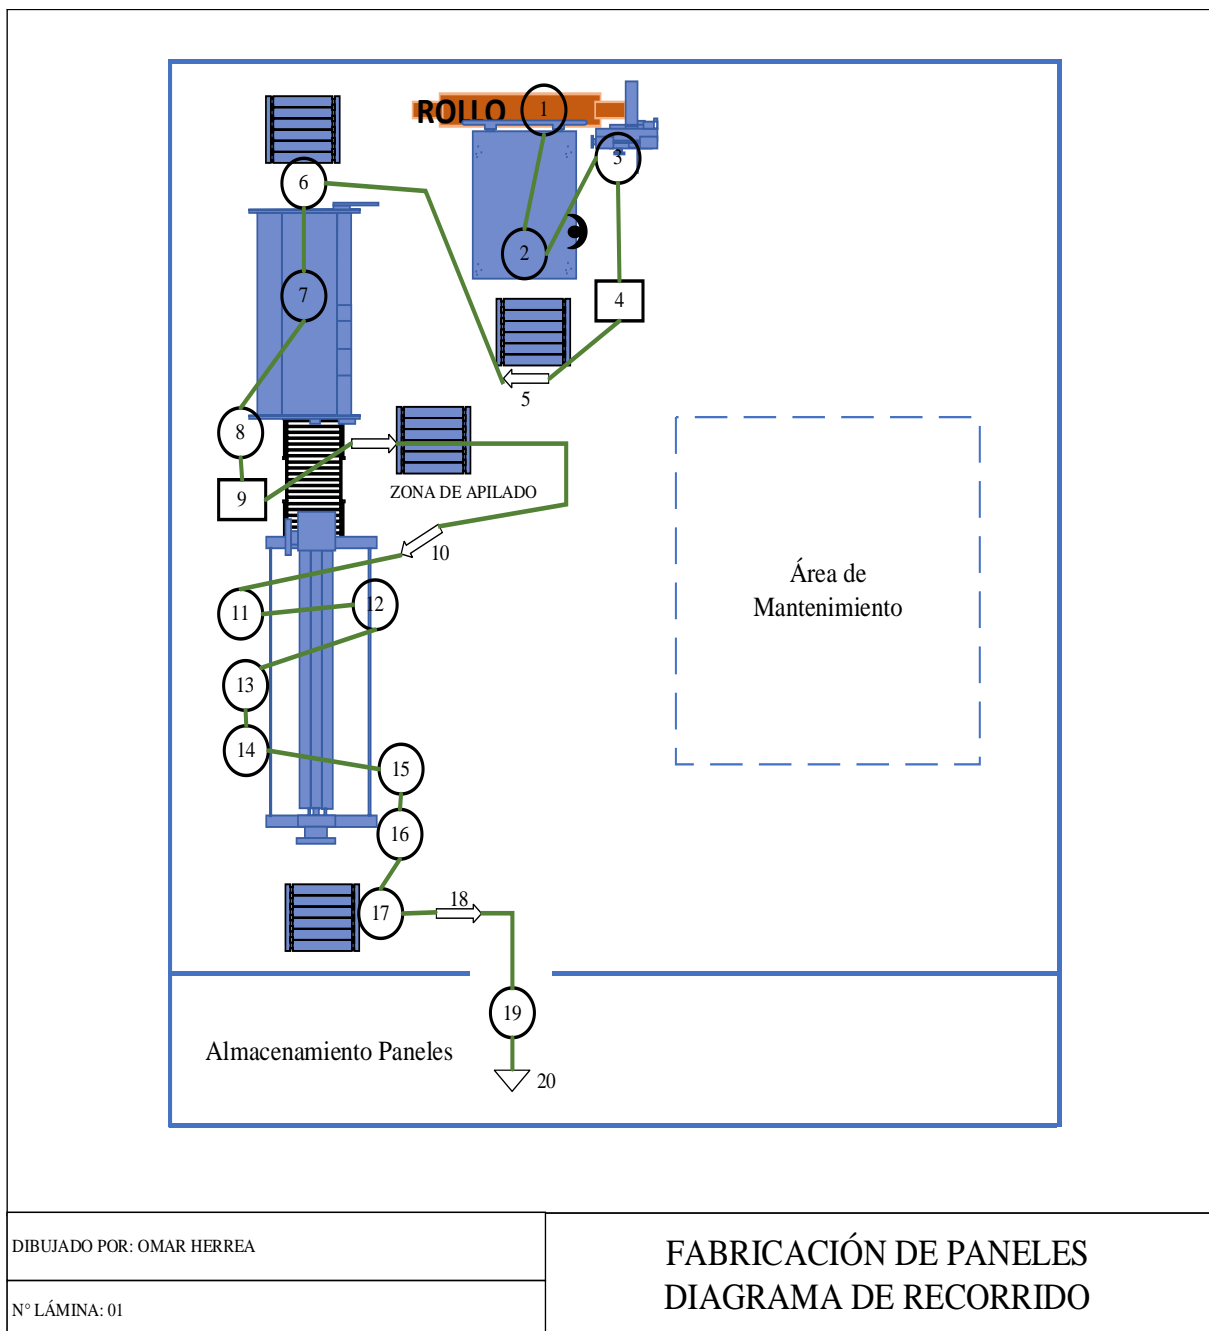 ROLLO
1
3
6
2
7
4
5
8
9
ZONA DE APILADO
10
11
12
Área de
Mantenimiento
13
14
15
16
17
18
19
Almacenamiento Paneles
20
DIBUJADO POR: OMAR HERREA
N° LÁMINA: 01
FABRICACIÓN DE PANELES
DIAGRAMA DE RECORRIDO